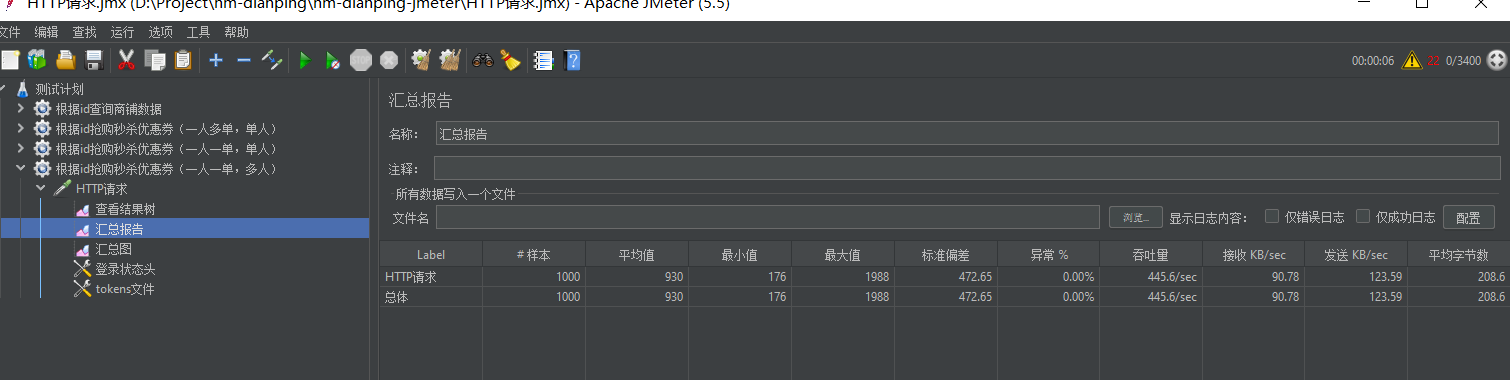 HTTP请求.jmx (D:\Project\hm-dianping\hm-dianping-jmeter\HTTP请求.jmx) - Apache JMeter (5.5)
文件 编辑 查找 运行 选项 工具 帮助
STOP
00:00:06 22 0/3400
测试计划
根据id查询商铺数据
根据id抢购秒杀优惠券（一人多单，单人）
根据id抢购秒杀优惠券（一人一单，单人）
根据id抢购秒杀优惠券（一人一单，多人）
HTTP请求
查看结果树
汇总报告
汇总图
登录状态头
tokens文件
汇总报告
名称： 汇总报告
注释：
所有数据写入一个文件
文件名 浏览... 显示日志内容： 仅错误日志 仅成功日志 配置
Label # 样本 平均值 最小值 最大值 标准偏差 异常 % 吞吐量 接收 KB/sec 发送 KB/sec 平均字节数
HTTP请求 1000 930 176 1988 472.65 0.00% 445.6/sec 90.78 123.59 208.6
总体 1000 930 176 1988 472.65 0.00% 445.6/sec 90.78 123.59 208.6